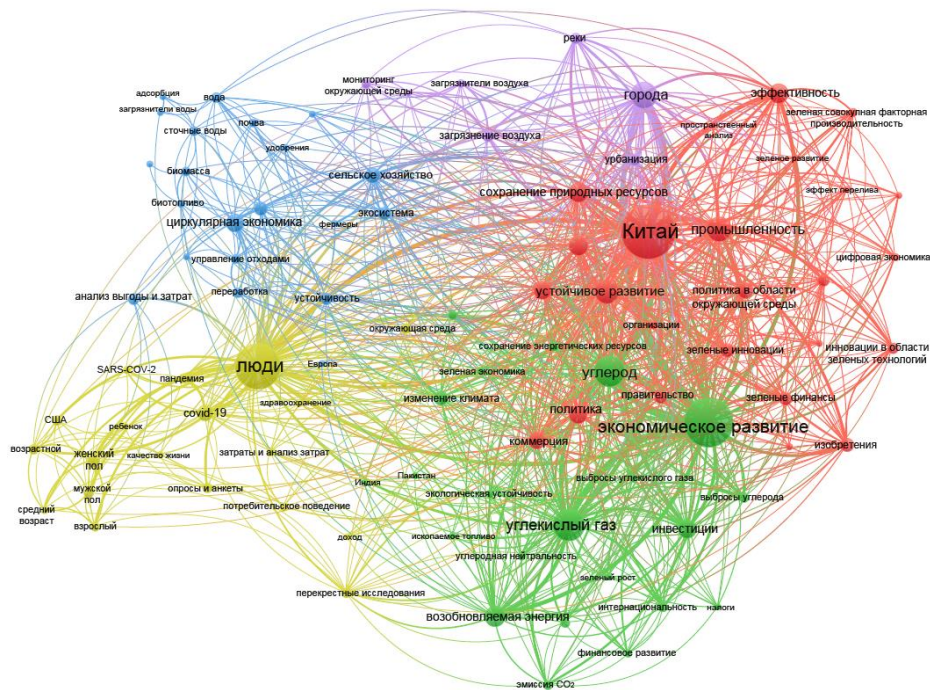 реки
мониторинг
окружающей среды
загрязнители воздуха
города
эффективность
адсорбция
вода
загрязнители воды
сточные воды
почва
загрязнение воздуха
пространственный
анализ
зеленая совокупная факторная
производительность
удобрения
урбанизация
зеленое развитие
биомасса
сельское хозяйство
сохранение природных ресурсов
эффект перелива
биотопливо
экосистема
циркулярная экономика
фермеры
Китай
промышленность
управление отходами
цифровая экономика
анализ выгоды и затрат
переработка
устойчивость
устойчивое развитие
политика в области
окружающей среды
окружающая среда
организации
сохранение энергетических ресурсов
зеленые инновации
инновации в области
зеленых технологий
люди
Европа
SARS-COV-2
пандемия
зеленая экономика
углерод
изменение климата
правительство
зеленые финансы
здравоохранение
covid-19
политика
США
ребенок
экономическое развитие
возрастной
женский
пол
качество жизни
затраты и анализ затрат
коммерция
изобретения
мужской
пол
опросы и анкеты
Индия
Пакистан
выбросы углекислого газа
экологическая устойчивость
выбросы углерода
средний
возраст
взрослый
потребительское поведение
углекислый газ
инвестиции
доход
ископаемое топливо
углеродная нейтральность
зеленый рост
перекрестные исследования
возобновляемая энергия
интернациональность
налоги
финансовое развитие
эмиссия CO₂